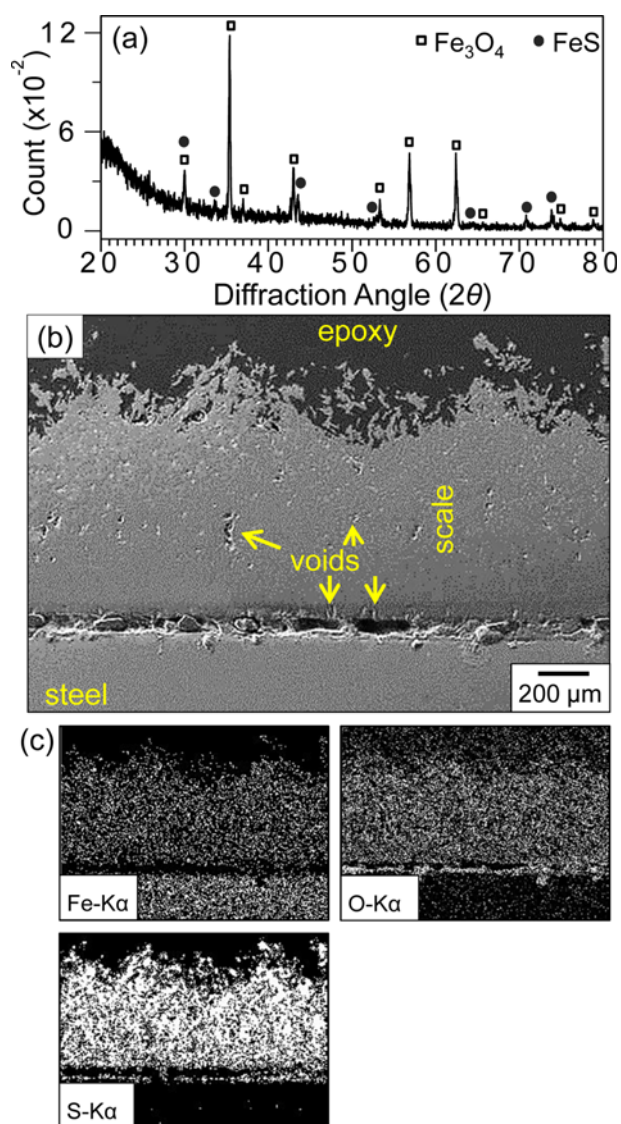 (a)
□ Fe₃O₄ ● FeS
12
6
0
Count (x10⁻²)
20 30 40 50 60 70 80
Diffraction Angle (2θ)
(b)
epoxy
scale
voids
steel
200 µm
(c)
Fe-Kα
O-Kα
S-Kα